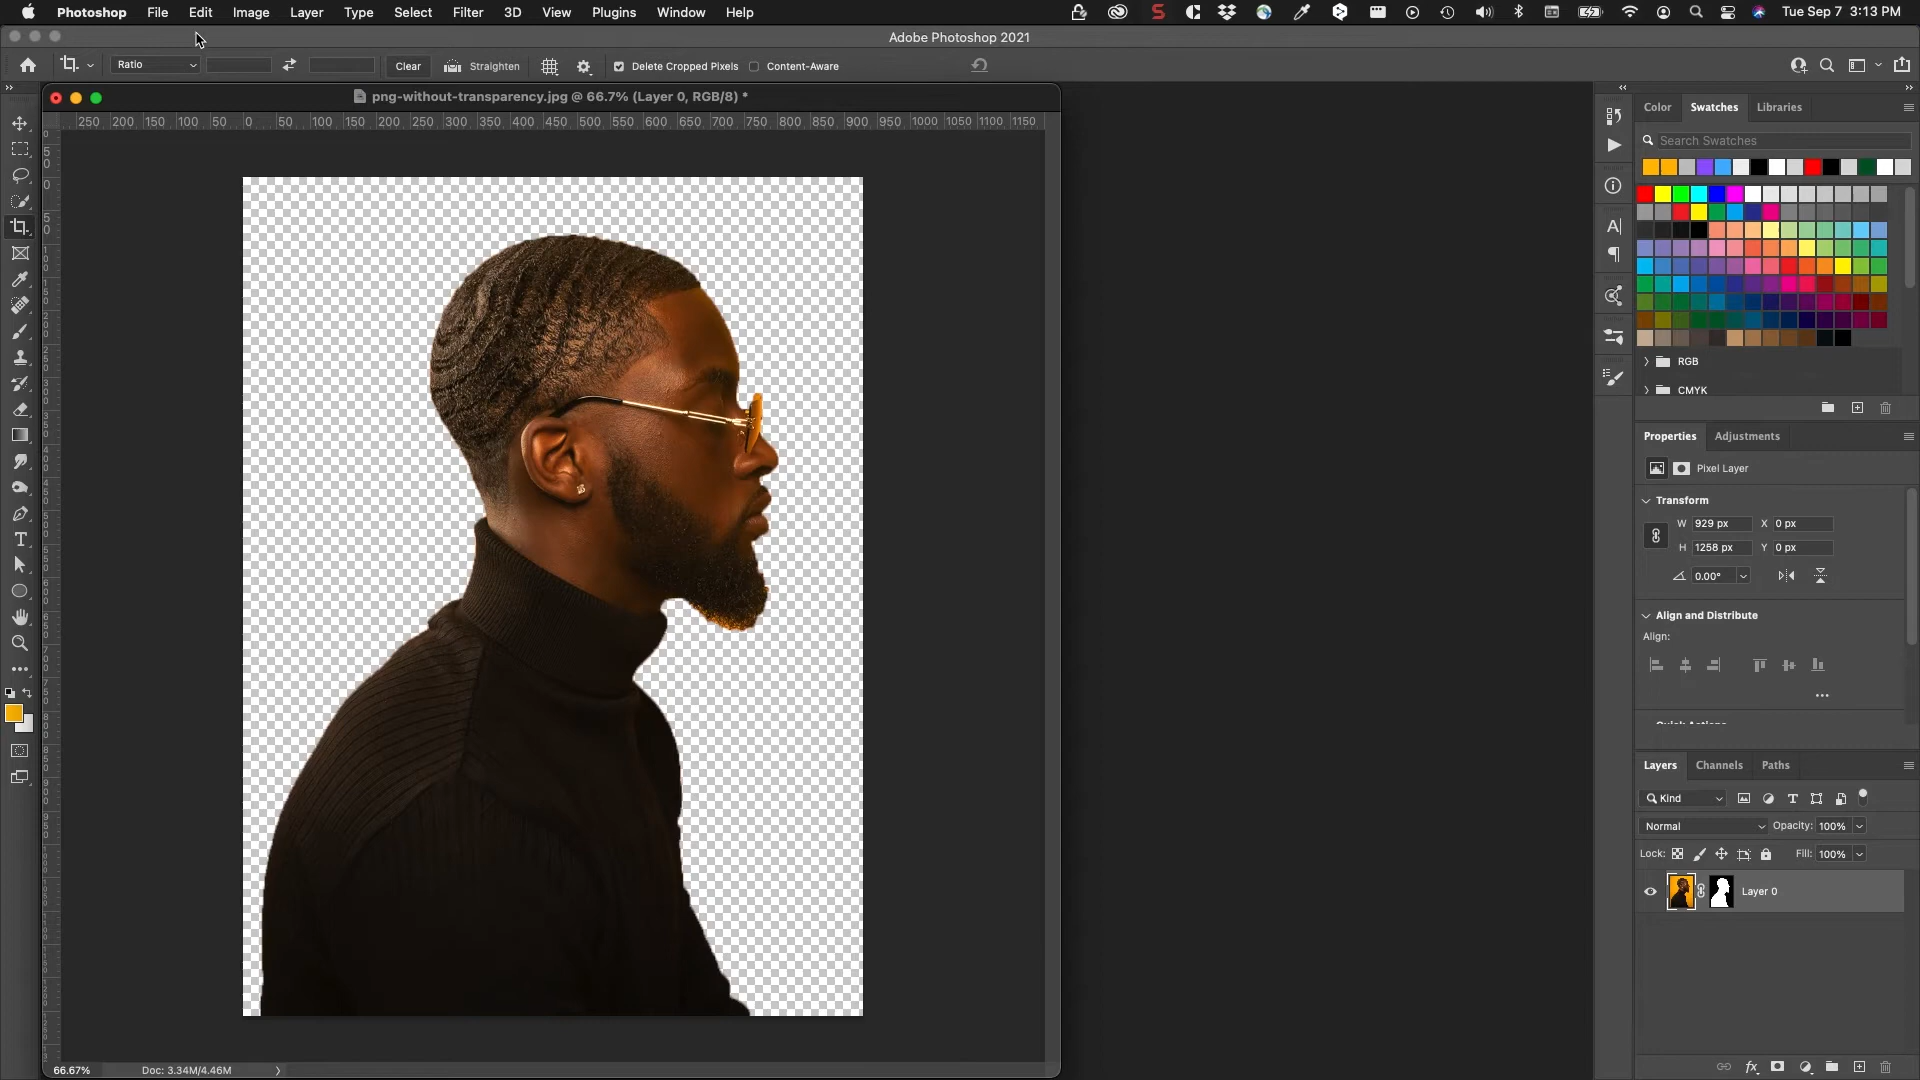 Photoshop File Edit Image Layer Type Select Filter 3D View Plugins Window Help Tue Sep 7 3:13 PM
Adobe Photoshop 2021
Ratio Clear Straighten Delete Cropped Pixels Content-Aware
png-without-transparency.jpg @ 66.7% (Layer 0, RGB/8) *
250 200 150 100 50 0 50 100 150 200 250 300 350 400 450 500 550 600 650 700 750 800 850 900 950 1000 1050 1100 1150
Color Swatches Libraries
Search Swatches
RGB
CMYK
Properties Adjustments
Pixel Layer
Transform
W 929 px X 0 px
H 1258 px Y 0 px
0.00°
Align and Distribute
Align:
Layers Channels Paths
Kind
Normal Opacity: 100%
Lock: Fill: 100%
Layer 0
66.67% Doc: 3.34M/4.46M